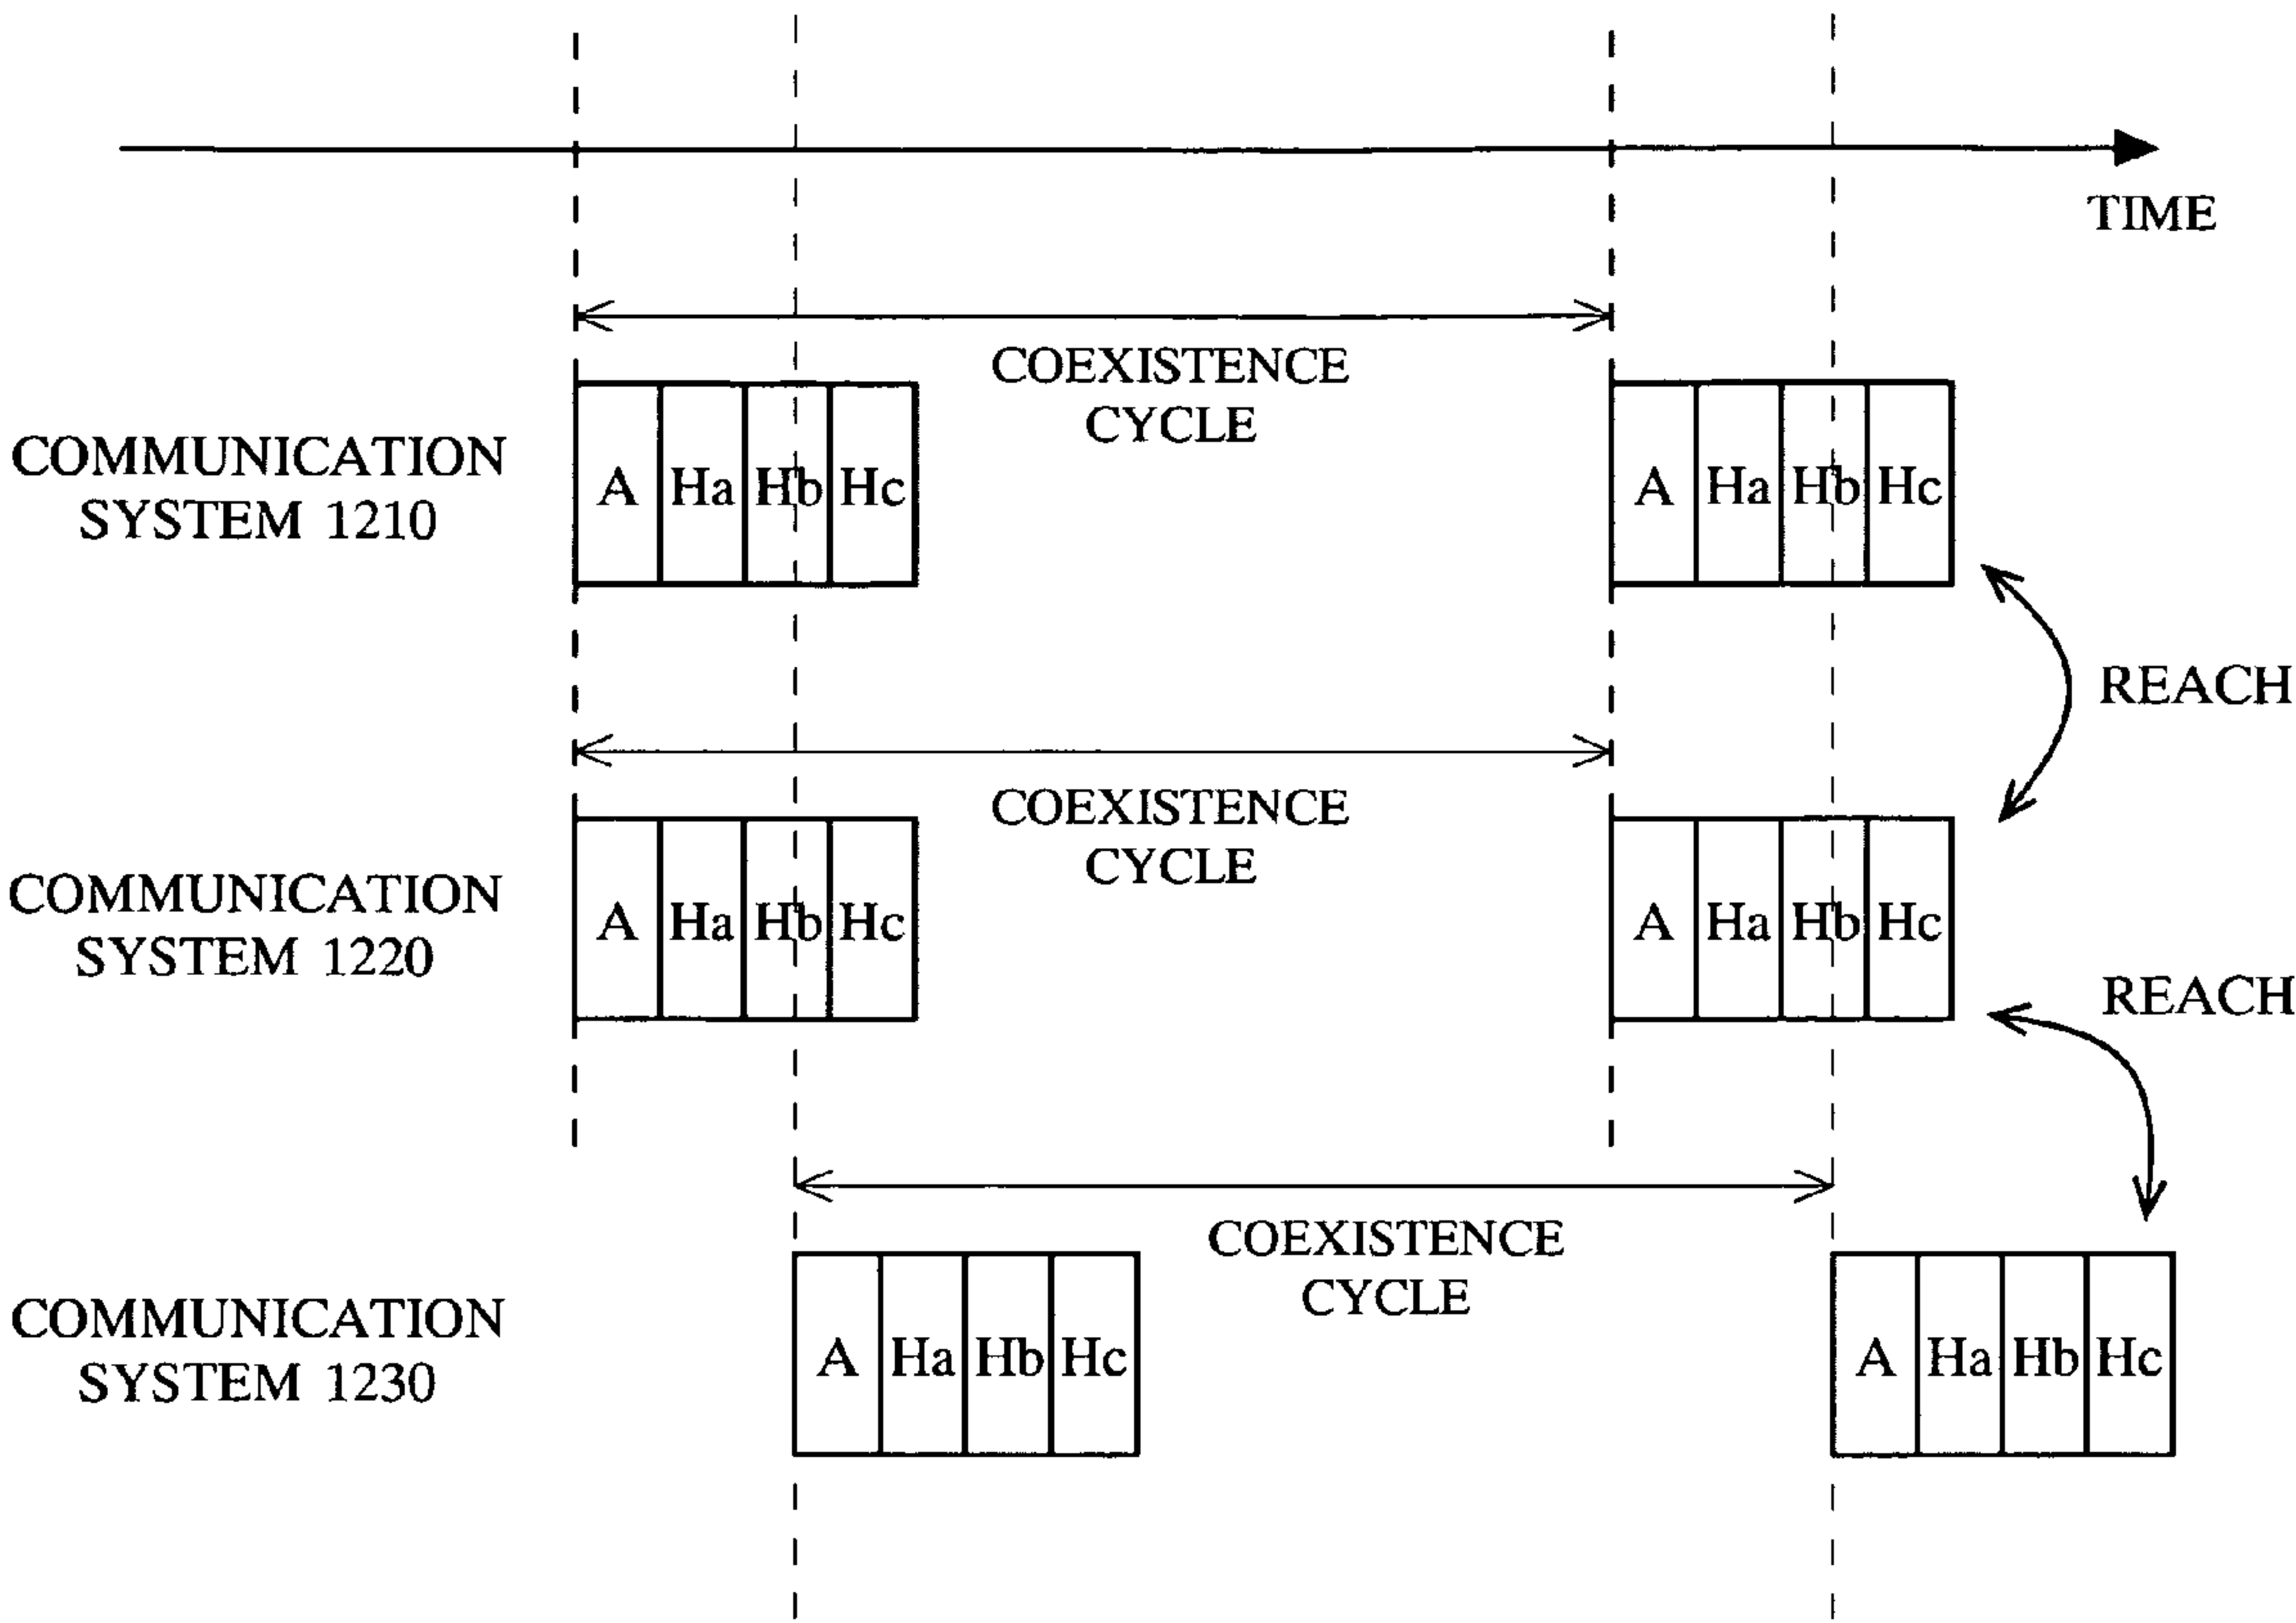 TIME
COEXISTENCE
CYCLE
COMMUNICATION
SYSTEM 1210
A Ha Hb Hc
A Ha Hb Hc
REACH
COEXISTENCE
CYCLE
COMMUNICATION
SYSTEM 1220
A Ha Hb Hc
A Ha Hb Hc
REACH
COEXISTENCE
CYCLE
COMMUNICATION
SYSTEM 1230
A Ha Hb Hc
A Ha Hb Hc